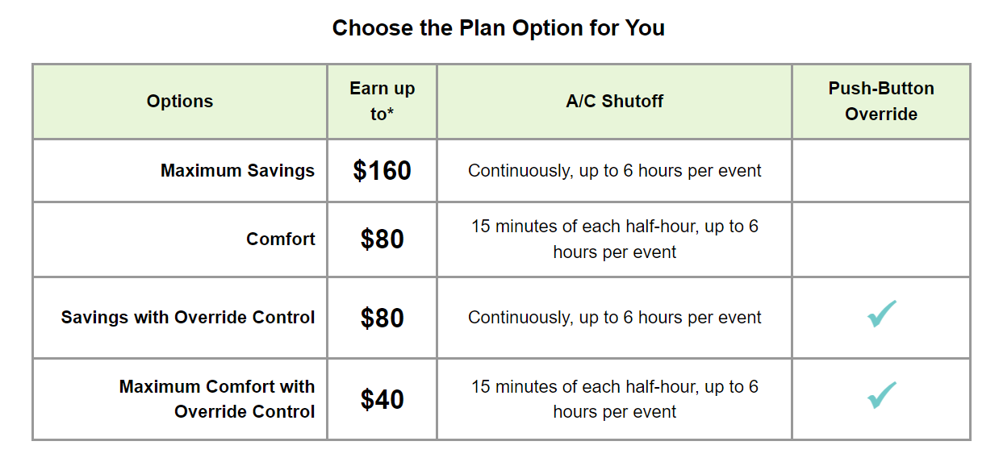 Choose the Plan Option for You
Options
Earn up
to*
A/C Shutoff
Push-Button
Override
Maximum Savings
$160
Continuously, up to 6 hours per event
Comfort
$80
15 minutes of each half-hour, up to 6
hours per event
Savings with Override Control
$80
Continuously, up to 6 hours per event
Maximum Comfort with
Override Control
$40
15 minutes of each half-hour, up to 6
hours per event